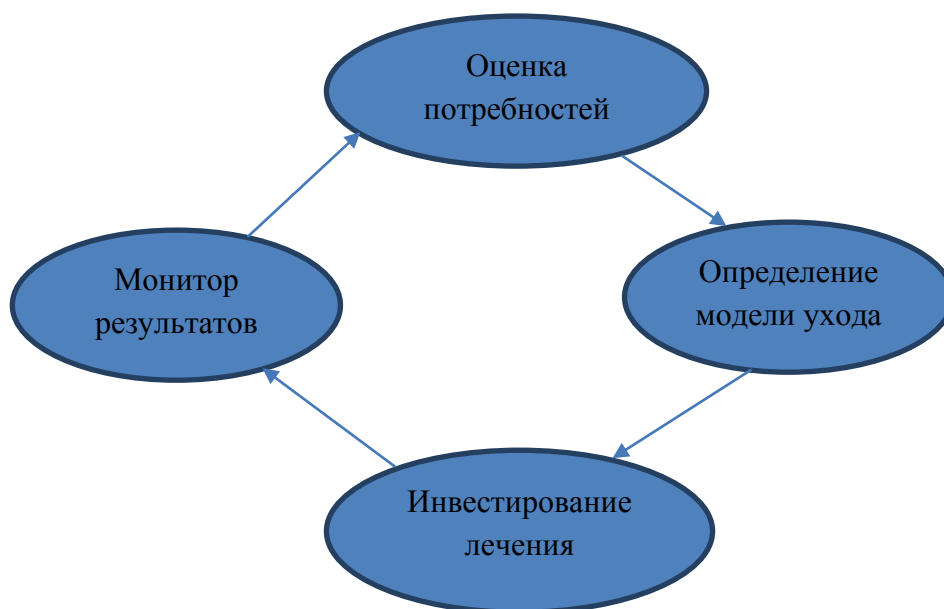 Оценка
потребностей
Определение
модели ухода
Инвестирование
лечения
Монитор
результатов